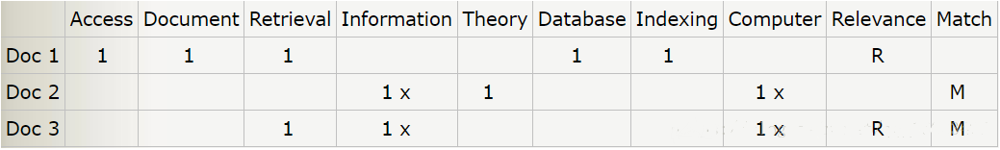 Access Document Retrieval Information Theory Database Indexing Computer Relevance Match
Doc 1 1 1 1 1 1 R
Doc 2 1 x 1 1 x M
Doc 3 1 1 x 1 x R M